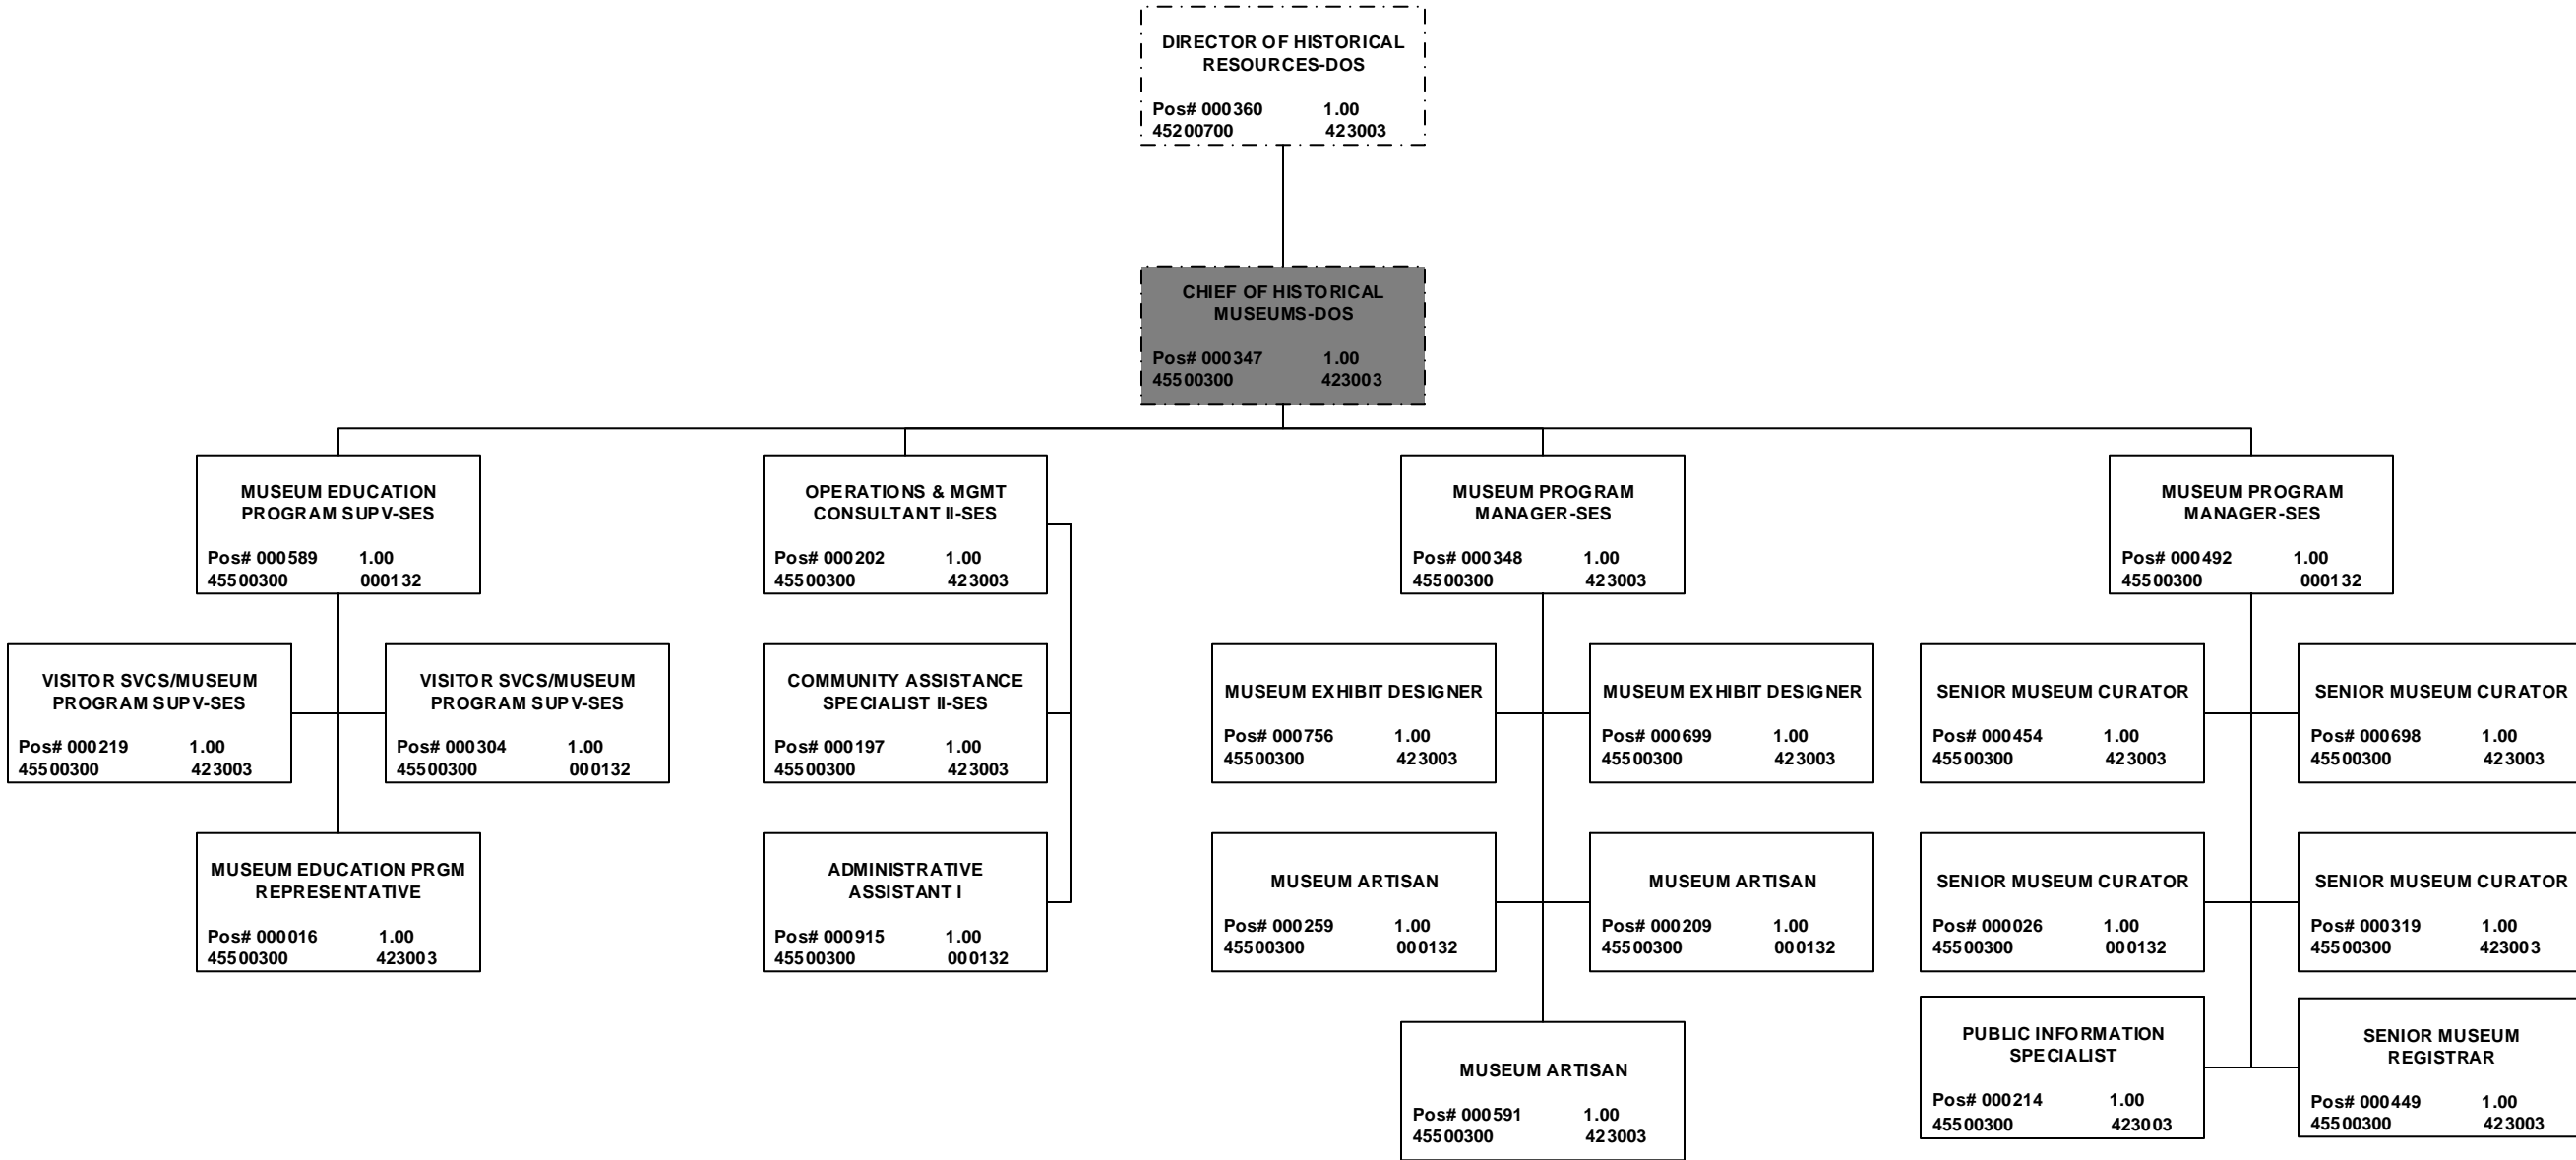 DIRECTOR OF HISTORICAL
RESOURCES-DOS
Pos# 000360 1.00
45200700 423003
CHIEF OF HISTORICAL
MUSEUMS-DOS
Pos# 000347 1.00
45500300 423003
MUSEUM EDUCATION
PROGRAM SUPV-SES
Pos# 000589 1.00
45500300 000132
OPERATIONS & MGMT
CONSULTANT II-SES
Pos# 000202 1.00
45500300 423003
MUSEUM PROGRAM
MANAGER-SES
Pos# 000348 1.00
45500300 423003
MUSEUM PROGRAM
MANAGER-SES
Pos# 000492 1.00
45500300 000132
VISITOR SVCS/MUSEUM
PROGRAM SUPV-SES
Pos# 000219 1.00
45500300 423003
VISITOR SVCS/MUSEUM
PROGRAM SUPV-SES
Pos# 000304 1.00
45500300 000132
COMMUNITY ASSISTANCE
SPECIALIST II-SES
Pos# 000197 1.00
45500300 423003
MUSEUM EXHIBIT DESIGNER
Pos# 000756 1.00
45500300 423003
MUSEUM EXHIBIT DESIGNER
Pos# 000699 1.00
45500300 423003
SENIOR MUSEUM CURATOR
Pos# 000454 1.00
45500300 423003
SENIOR MUSEUM CURATOR
Pos# 000698 1.00
45500300 423003
MUSEUM EDUCATION PRGM
REPRESENTATIVE
Pos# 000016 1.00
45500300 423003
ADMINISTRATIVE
ASSISTANT I
Pos# 000915 1.00
45500300 000132
MUSEUM ARTISAN
Pos# 000259 1.00
45500300 000132
MUSEUM ARTISAN
Pos# 000209 1.00
45500300 000132
SENIOR MUSEUM CURATOR
Pos# 000026 1.00
45500300 000132
SENIOR MUSEUM CURATOR
Pos# 000319 1.00
45500300 423003
MUSEUM ARTISAN
Pos# 000591 1.00
45500300 423003
PUBLIC INFORMATION
SPECIALIST
Pos# 000214 1.00
45500300 423003
SENIOR MUSEUM
REGISTRAR
Pos# 000449 1.00
45500300 423003